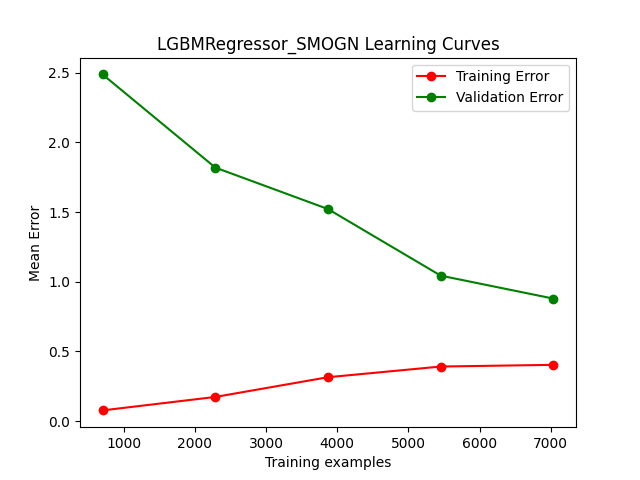 LGBMRegressor_SMOGN Learning Curves
Training Error
Validation Error
Mean Error
2.5
2.0
1.5
1.0
0.5
0.0
1000 2000 3000 4000 5000 6000 7000
Training examples